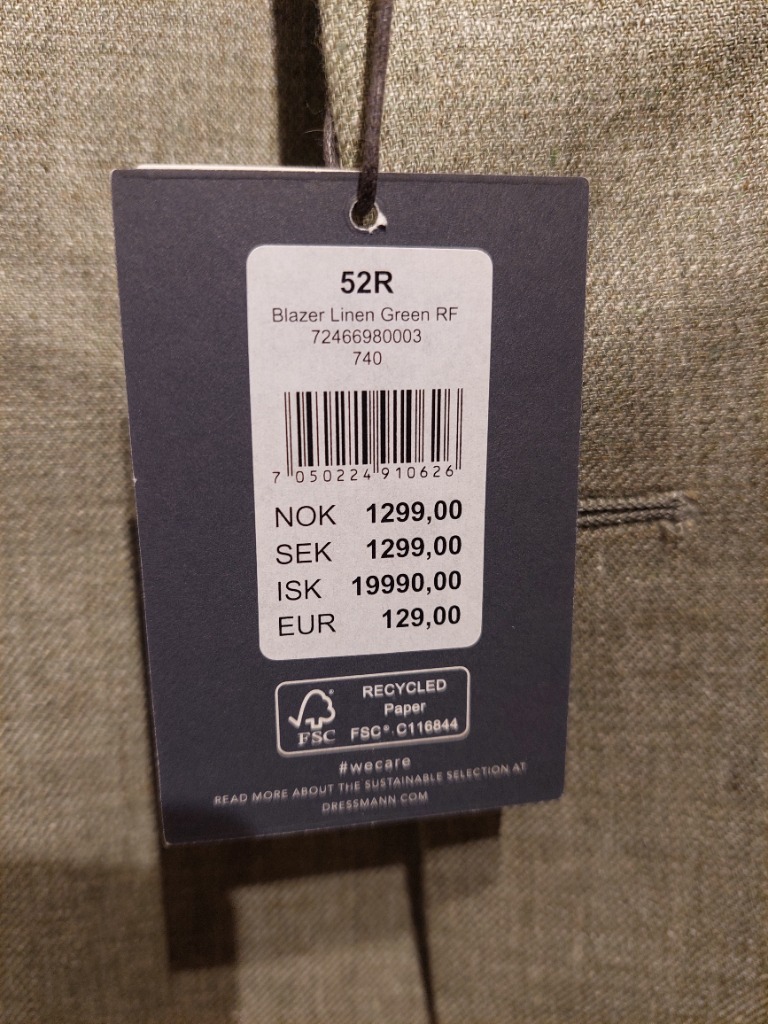 52R
Blazer Linen Green RF
72466980003
740
7 050224 910626
NOK 1299,00
SEK 1299,00
ISK 19990,00
EUR 129,00
FSC®
RECYCLED
Paper
FSC® C116844
#wecare
READ MORE ABOUT THE SUSTAINABLE SELECTION AT
DRESSMANN.COM